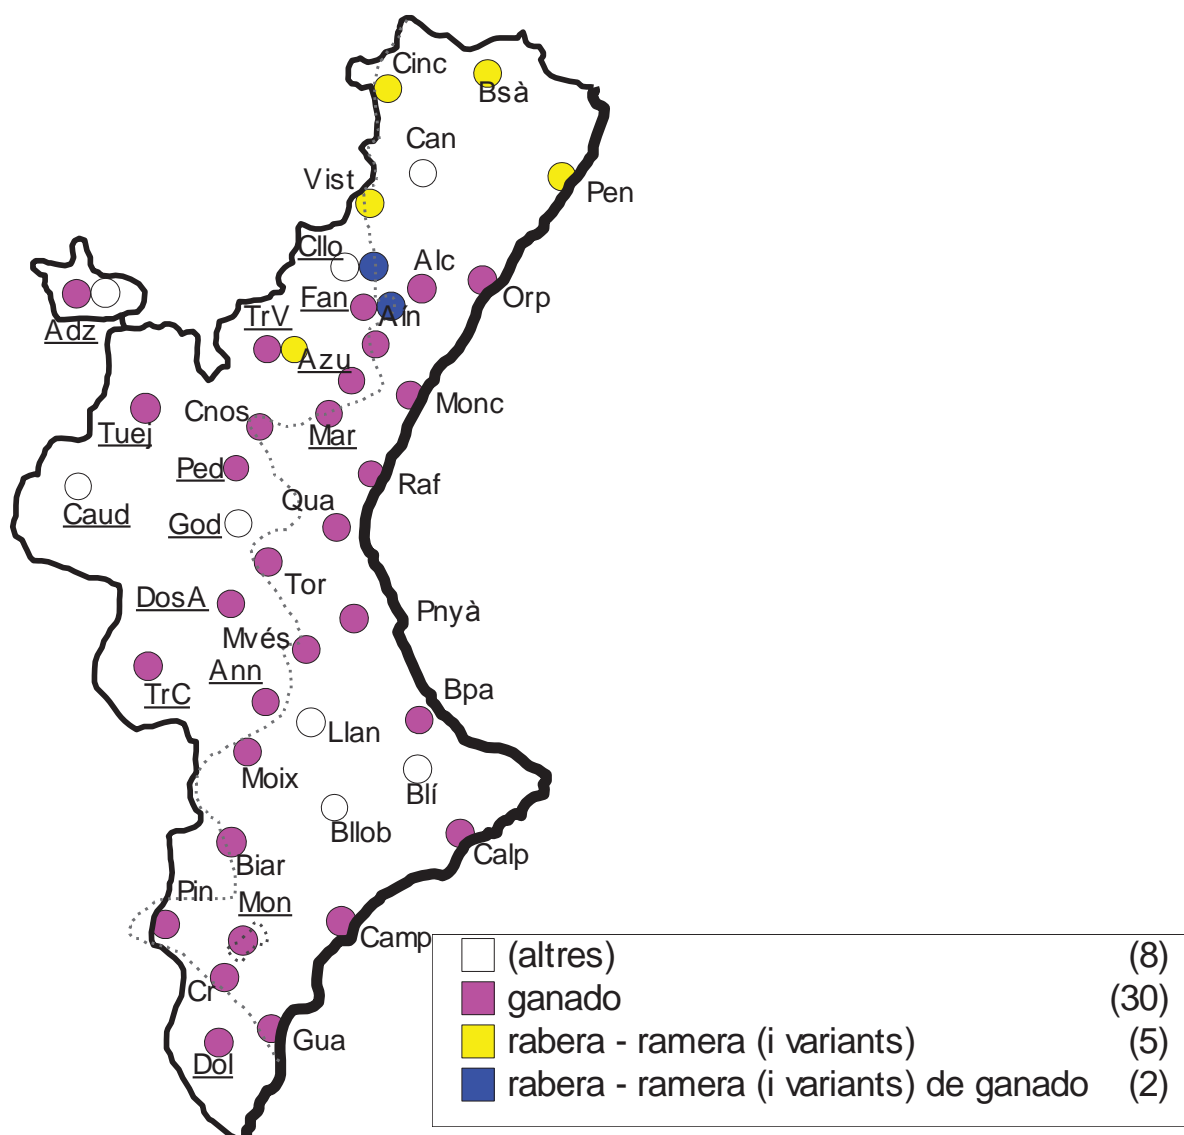 Cinc
Bsà
Can
Vist
Pen
Cllo
Alc
Fan
Orp
Adz
TrV
Aín
Azu
Cnos
Mar
Monc
Tuej
Ped
Raf
Caud
God
Qua
DosA
Tor
Mvés
Pnyà
Ann
TrC
Bpa
Llan
Moix
Blí
Bllob
Biar
Calp
Pin
Mon
Camp
Cr
Gua
Dol
(altres) (8)
ganado (30)
rabera - ramera (i variants) (5)
rabera - ramera (i variants) de ganado (2)